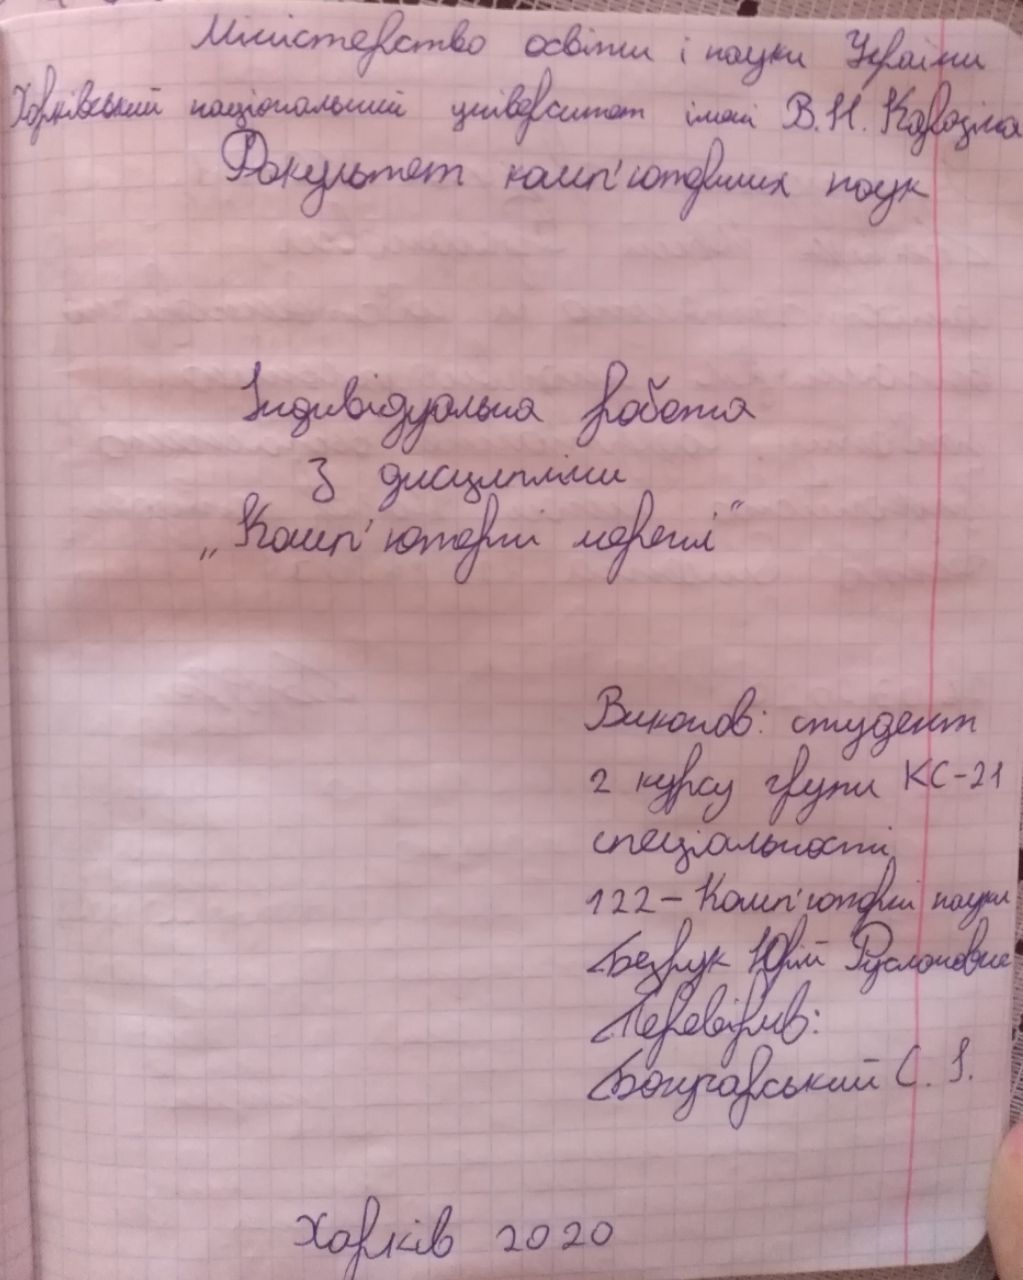 Міністерство освіти і науки України
Харківський національний університет імені В.Н. Каразіна
Факультет комп'ютерних наук
Індивідуальна робота
З дисципліни
„Комп'ютерні мережі"
Виконав: студент
2 курсу групи КС-21
спеціальності
122 - Комп'ютерні науки
Безрук Юрій Русланович
Перевірив:
С. І.
Харків 2020